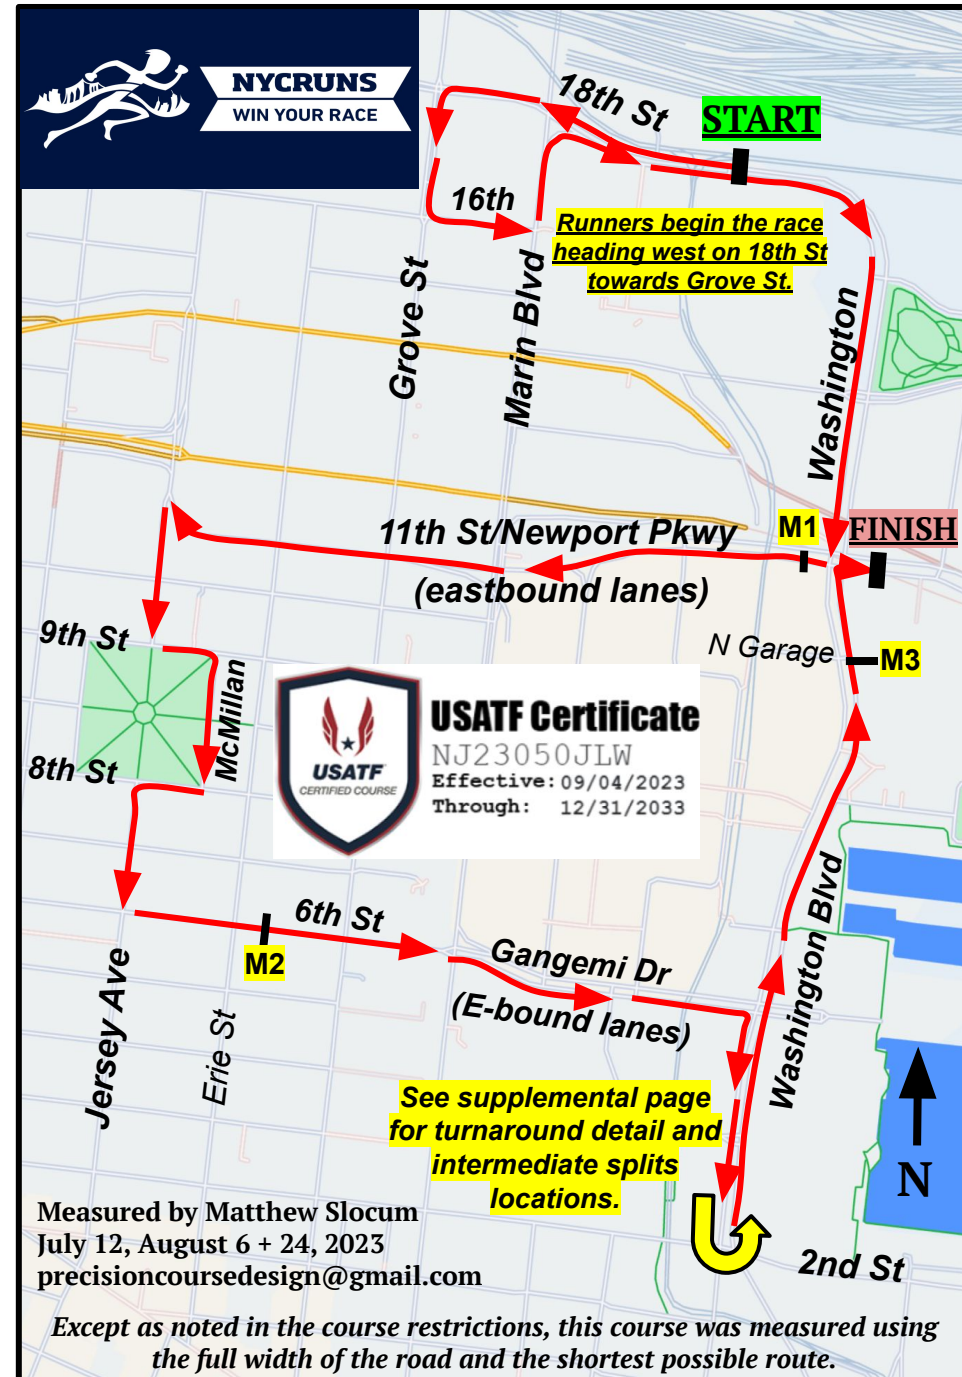 NYCRUNS
WIN YOUR RACE
18th St
START
16th
Runners begin the race
heading west on 18th St
towards Grove St.
Grove St
Marin Blvd
Washington
11th St/Newport Pkwy
(eastbound lanes)
M1
FINISH
9th St
McMillan
N Garage
M3
8th St
USATF
CERTIFIED COURSE
USATF Certificate
NJ23050JLW
Effective: 09/04/2023
Through: 12/31/2033
6th St
M2
Gangemi Dr
(E-bound lanes)
Washington Blvd
Jersey Ave
Erie St
See supplemental page
for turnaround detail and
intermediate splits
locations.
N
2nd St
Measured by Matthew Slocum
July 12, August 6 + 24, 2023
precisioncoursedesign@gmail.com
Except as noted in the course restrictions, this course was measured using
the full width of the road and the shortest possible route.